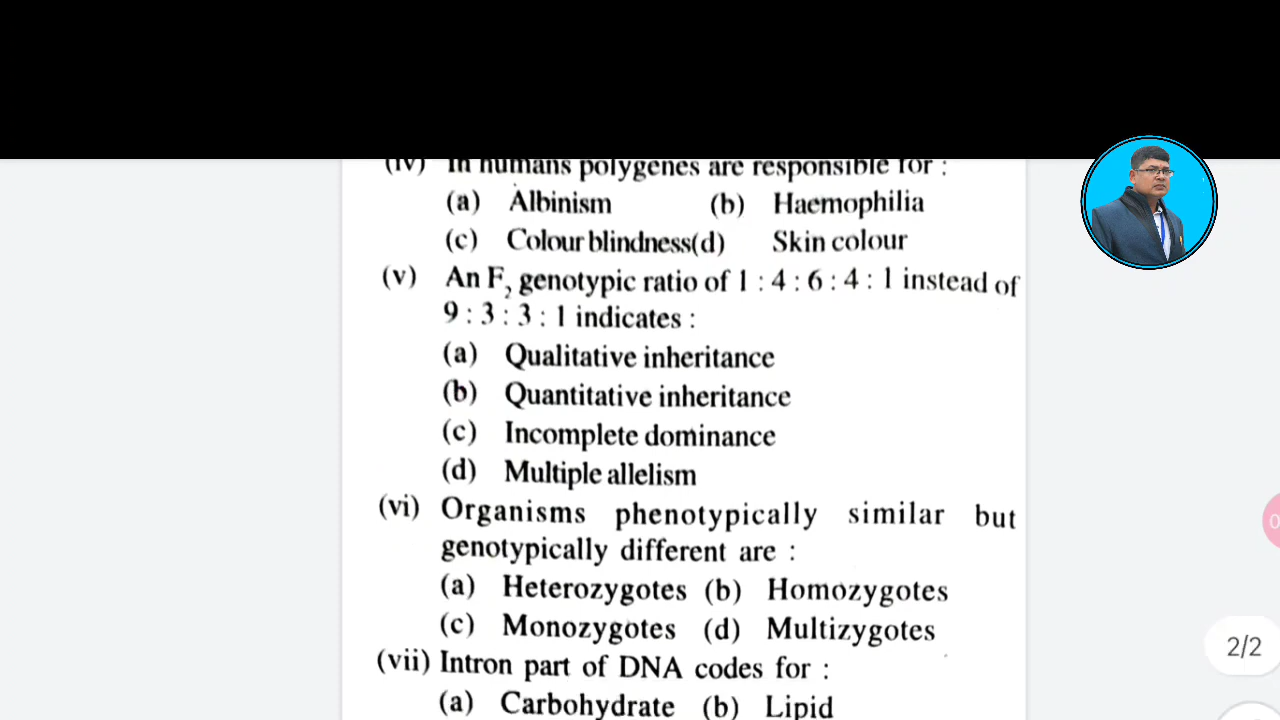 (iv) In humans polygenes are responsible for :
(a) Albinism (b) Haemophilia
(c) Colour blindness(d) Skin colour
(v) An F₂ genotypic ratio of 1 : 4 : 6 : 4 : 1 instead of
9 : 3 : 3 : 1 indicates :
(a) Qualitative inheritance
(b) Quantitative inheritance
(c) Incomplete dominance
(d) Multiple allelism
(vi) Organisms phenotypically similar but
genotypically different are :
(a) Heterozygotes (b) Homozygotes
(c) Monozygotes (d) Multizygotes
2/2
(vii) Intron part of DNA codes for :
(a) Carbohydrate (b) Lipid